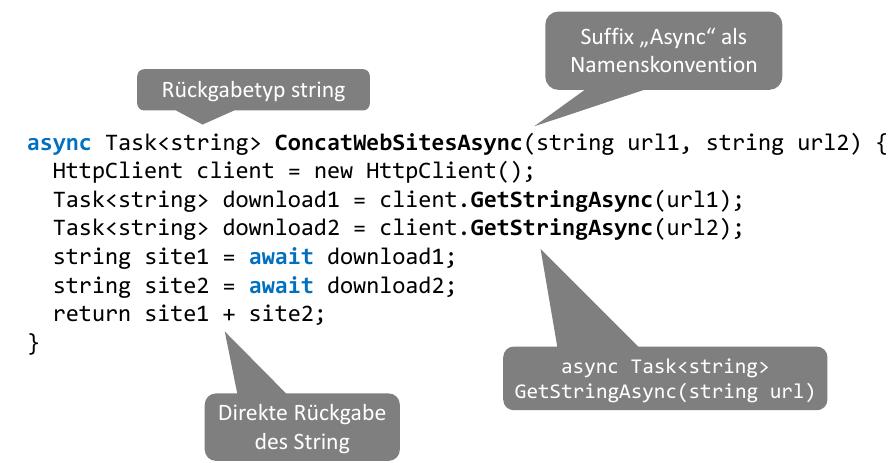 Suffix „Async“ als
Namenskonvention
Rückgabetyp string
async Task<string> ConcatWebSitesAsync(string url1, string url2) {
  HttpClient client = new HttpClient();
  Task<string> download1 = client.GetStringAsync(url1);
  Task<string> download2 = client.GetStringAsync(url2);
  string site1 = await download1;
  string site2 = await download2;
  return site1 + site2;
}
async Task<string>
GetStringAsync(string url)
Direkte Rückgabe
des String